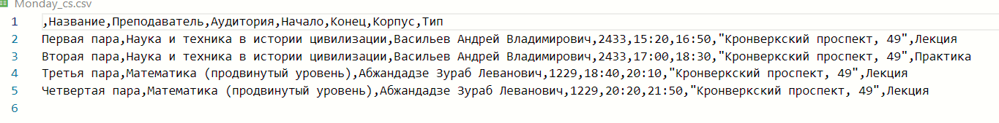 Monday_cs.csv
1 ,Название,Преподаватель,Аудитория,Начало,Конец,Корпус,Тип
2 Первая пара,Наука и техника в истории цивилизации,Васильев Андрей Владимирович,2433,15:20,16:50,"Кронверкский проспект, 49",Лекция
3 Вторая пара,Наука и техника в истории цивилизации,Васильев Андрей Владимирович,2433,17:00,18:30,"Кронверкский проспект, 49",Практика
4 Третья пара,Математика (продвинутый уровень),Абжандадзе Зураб Леванович,1229,18:40,20:10,"Кронверкский проспект, 49",Лекция
5 Четвертая пара,Математика (продвинутый уровень),Абжандадзе Зураб Леванович,1229,20:20,21:50,"Кронверкский проспект, 49",Лекция
6